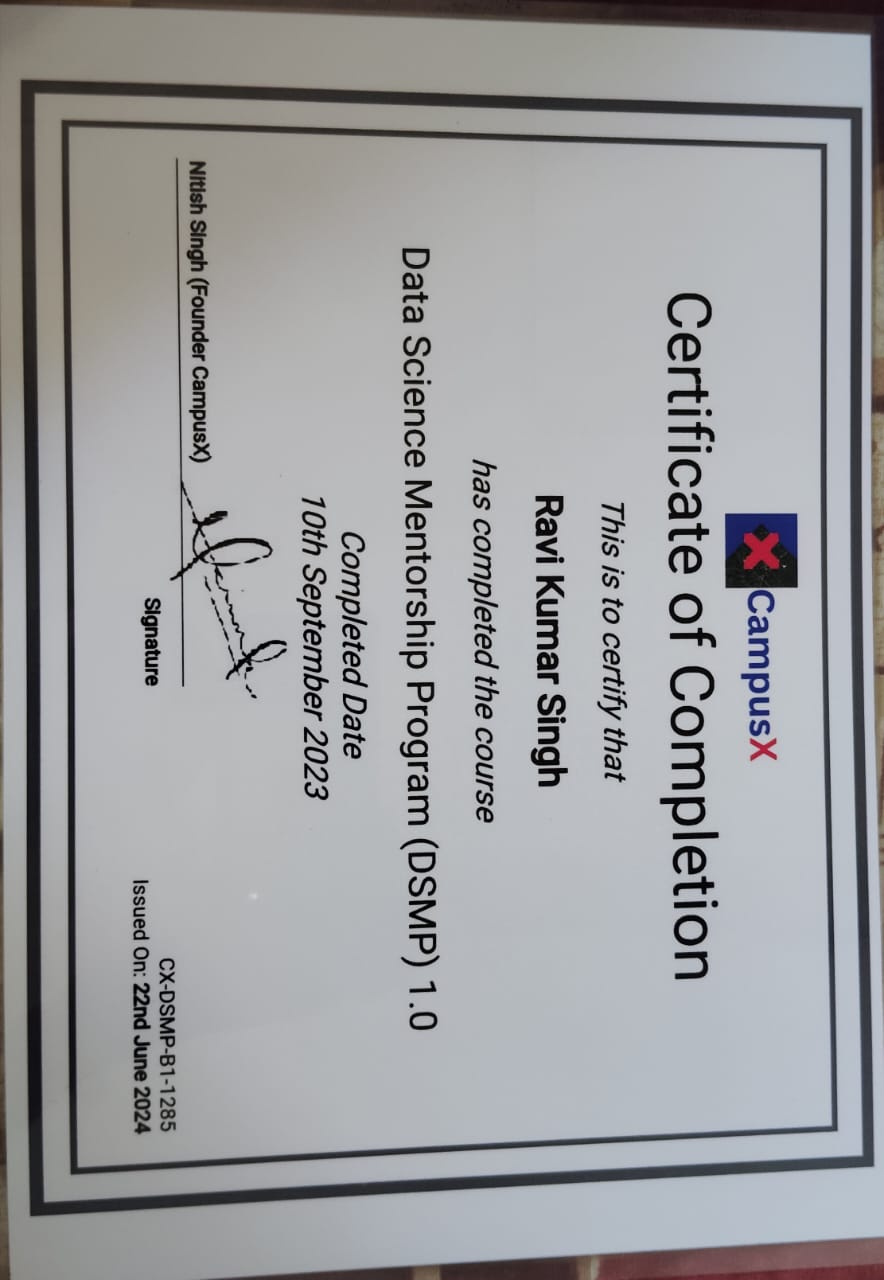 CampusX
Certificate of Completion
This is to certify that
Ravi Kumar Singh
has completed the course
Data Science Mentorship Program (DSMP) 1.0
Completed Date
10th September 2023
Nitish Singh (Founder CampusX)
Signature
CX-DSMP-B1-1285
Issued On: 22nd June 2024